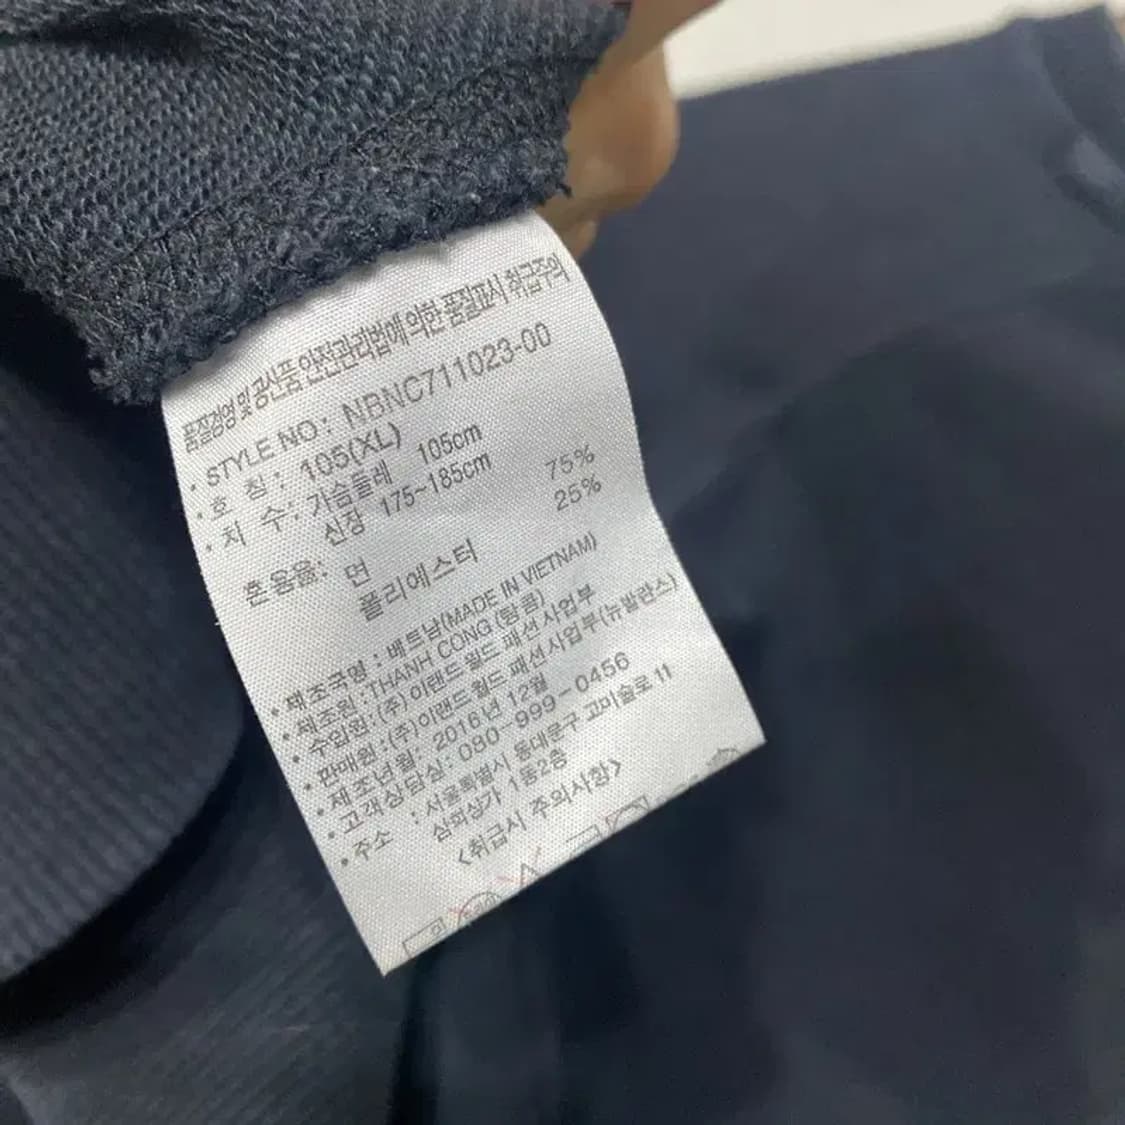 품질경영 및 공산품 안전관리법에 의한 품질표시 취급주의
• STYLE NO : NBNC711023-00
• 호 칭 : 105(XL)
• 치 수 : 가슴둘레 105cm
신장 175~185cm
혼용율: 면 75%
폴리에스터 25%
• 제조국명 : 베트남(MADE IN VIETNAM)
• 제조원 : THANH CONG (탕콤)
• 수입원 : (주)이랜드 월드 패션사업부
• 판매원 : (주)이랜드 월드 패션사업부(뉴발란스)
• 제조년월 : 2016년 12월
• 고객상담실 : 080-999-0456
• 주소 : 서울특별시 동대문구 고미술로 11
삼희상가 1동2층
<취급시 주의사항>